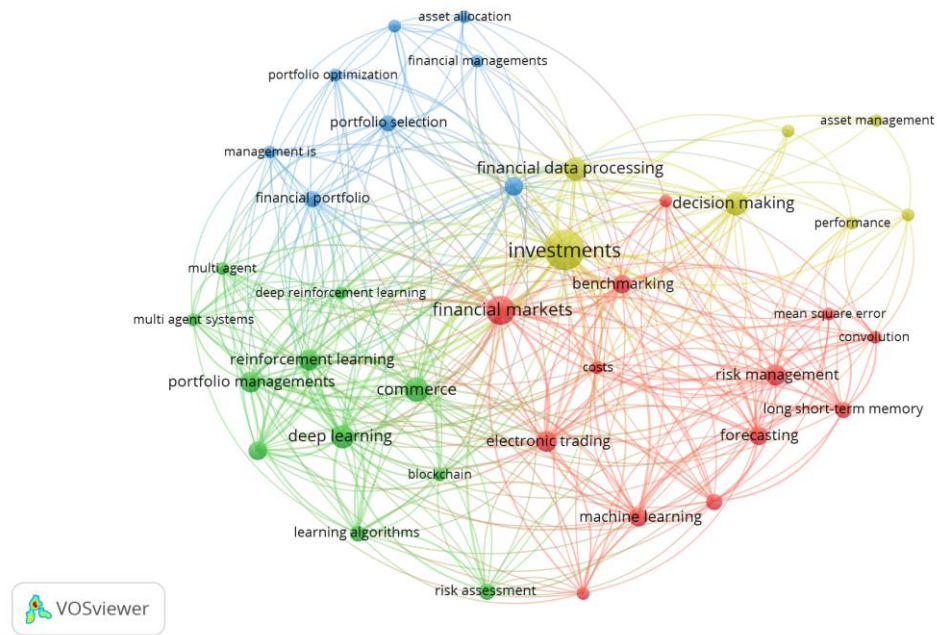 asset allocation
financial managements
portfolio optimization
asset management
portfolio selection
management is
financial data processing
financial portfolio
decision making
performance
investments
multi agent
benchmarking
deep reinforcement learning
financial markets
mean square error
multi agent systems
convolution
reinforcement learning
costs
portfolio managements
risk management
commerce
long short-term memory
deep learning
electronic trading
forecasting
blockchain
machine learning
learning algorithms
risk assessment
VOSviewer